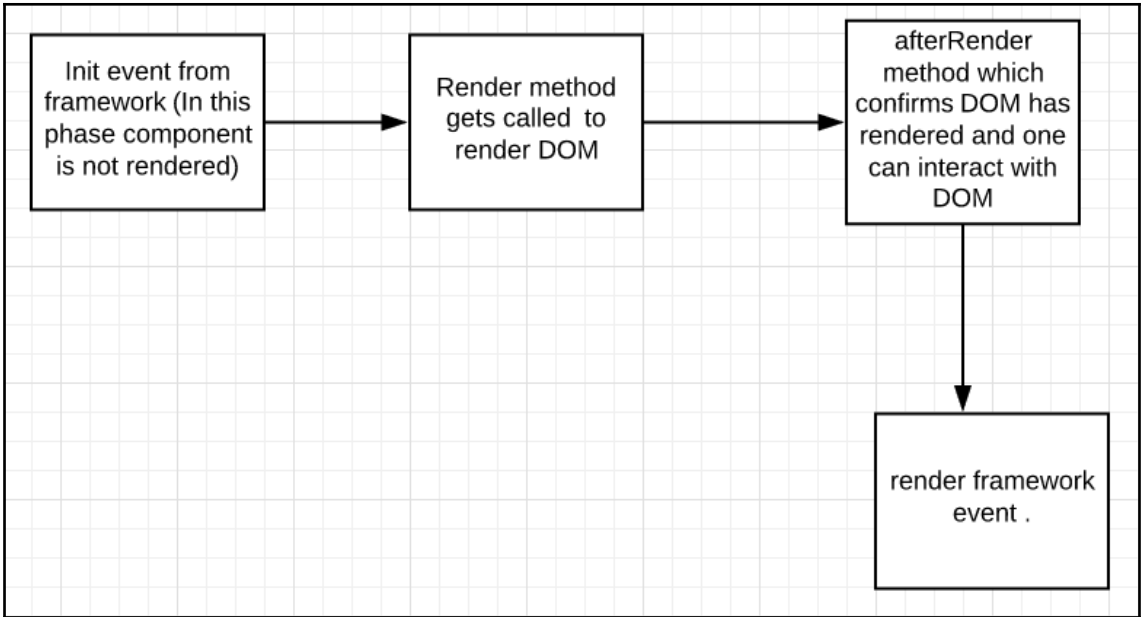 Init event from
framework (In this
phase component
is not rendered)
Render method
gets called to
render DOM
afterRender
method which
confirms DOM has
rendered and one
can interact with
DOM
render framework
event .